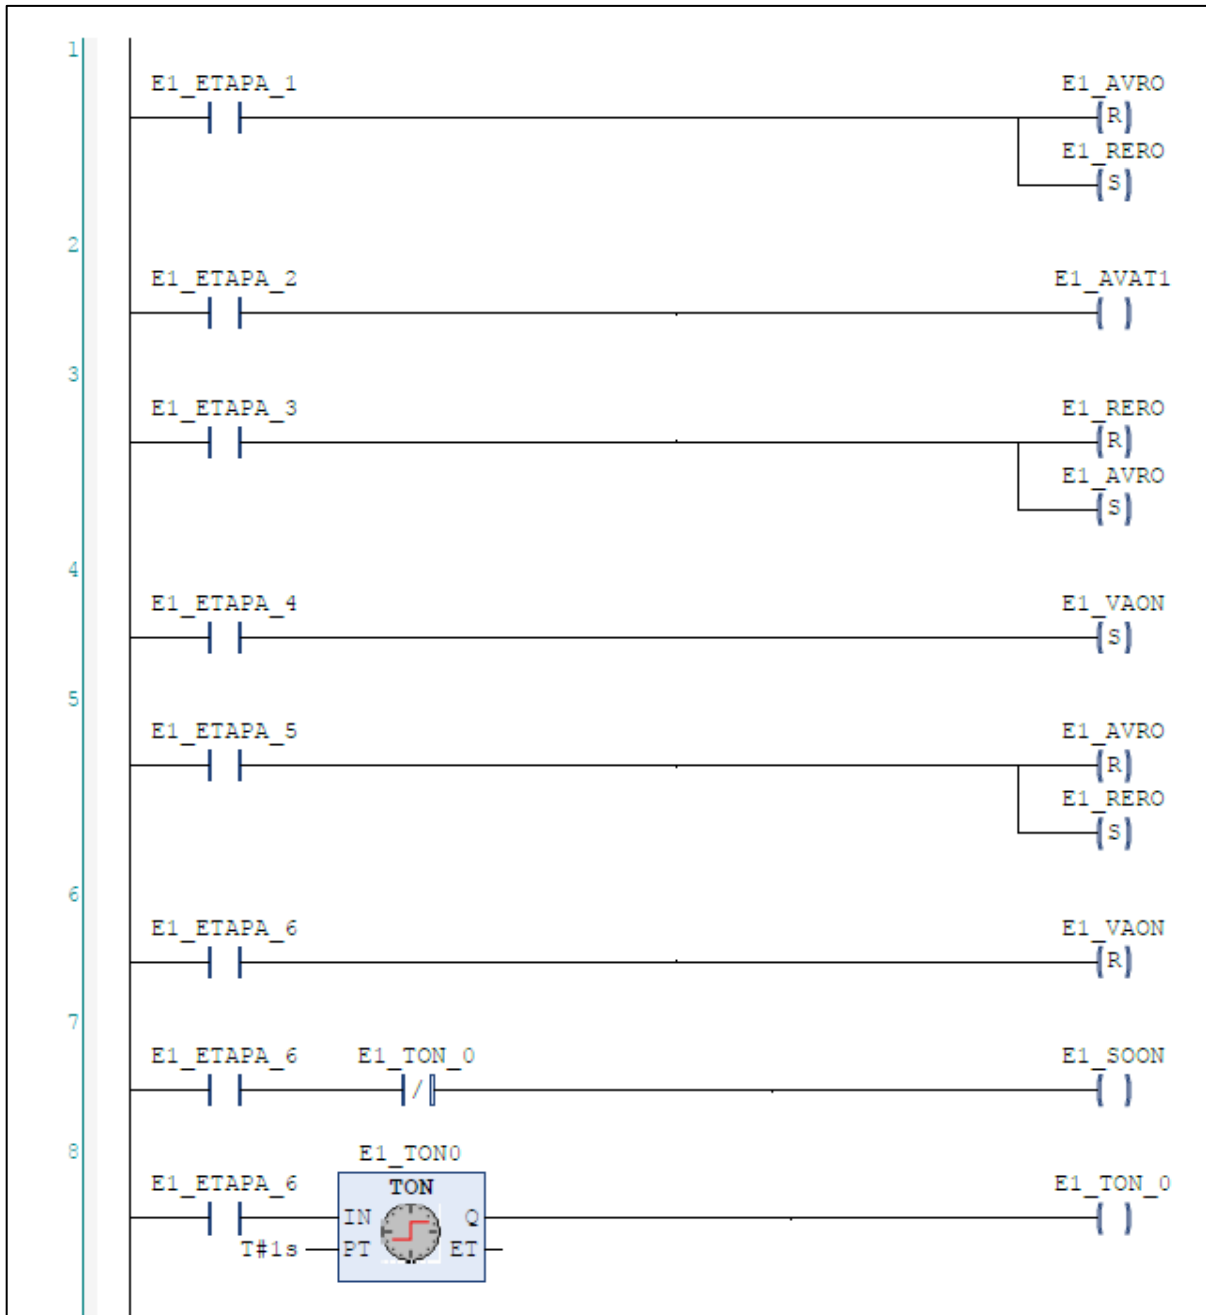 1
E1_ETAPA_1 E1_AVRO
R
E1_RERO
S
2
E1_ETAPA_2 E1_AVAT1
3
E1_ETAPA_3 E1_RERO
R
E1_AVRO
S
4
E1_ETAPA_4 E1_VAON
S
5
E1_ETAPA_5 E1_AVRO
R
E1_RERO
S
6
E1_ETAPA_6 E1_VAON
R
7
E1_ETAPA_6 E1_TON_0 E1_SOON
/
8
E1_TON0
E1_ETAPA_6 TON E1_TON_0
IN Q
T#1s PT ET